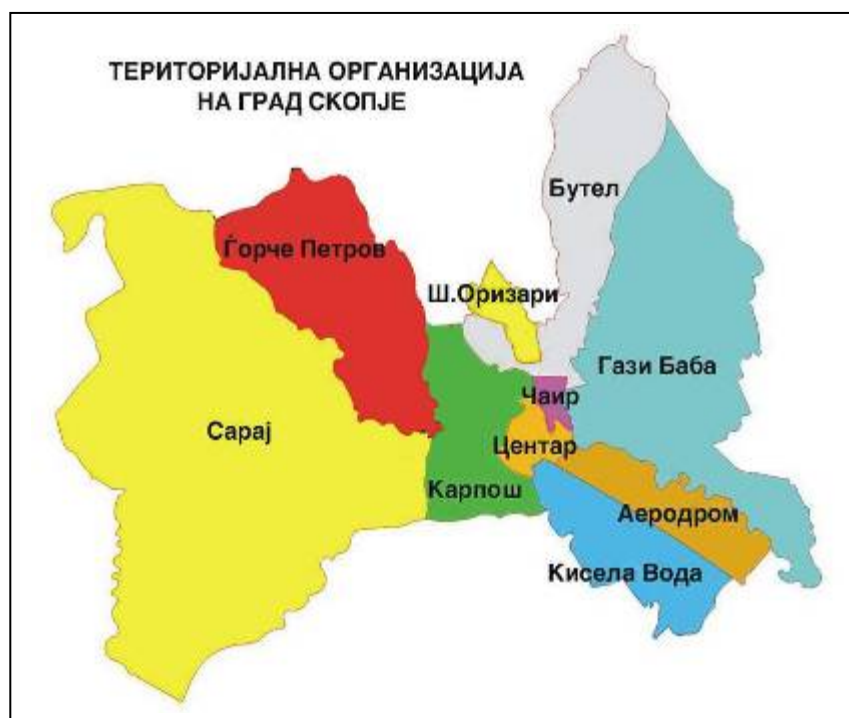 ТЕРИТОРИЈАЛНА ОРГАНИЗАЦИЈА
НА ГРАД СКОПЈЕ
Бутел
Ѓорче Петров
Ш.Оризари
Гази Баба
Чаир
Сарај
Центар
Карпош
Аеродром
Кисела Вода